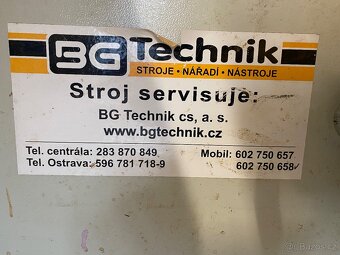 BG Technik
STROJE • NÁŘADÍ • NÁSTROJE
Stroj servisuje:
BG Technik cs, a. s.
www.bgtechnik.cz
Tel. centrála: 283 870 849 Mobil: 602 750 657
Tel. Ostrava: 596 781 718-9 602 750 658